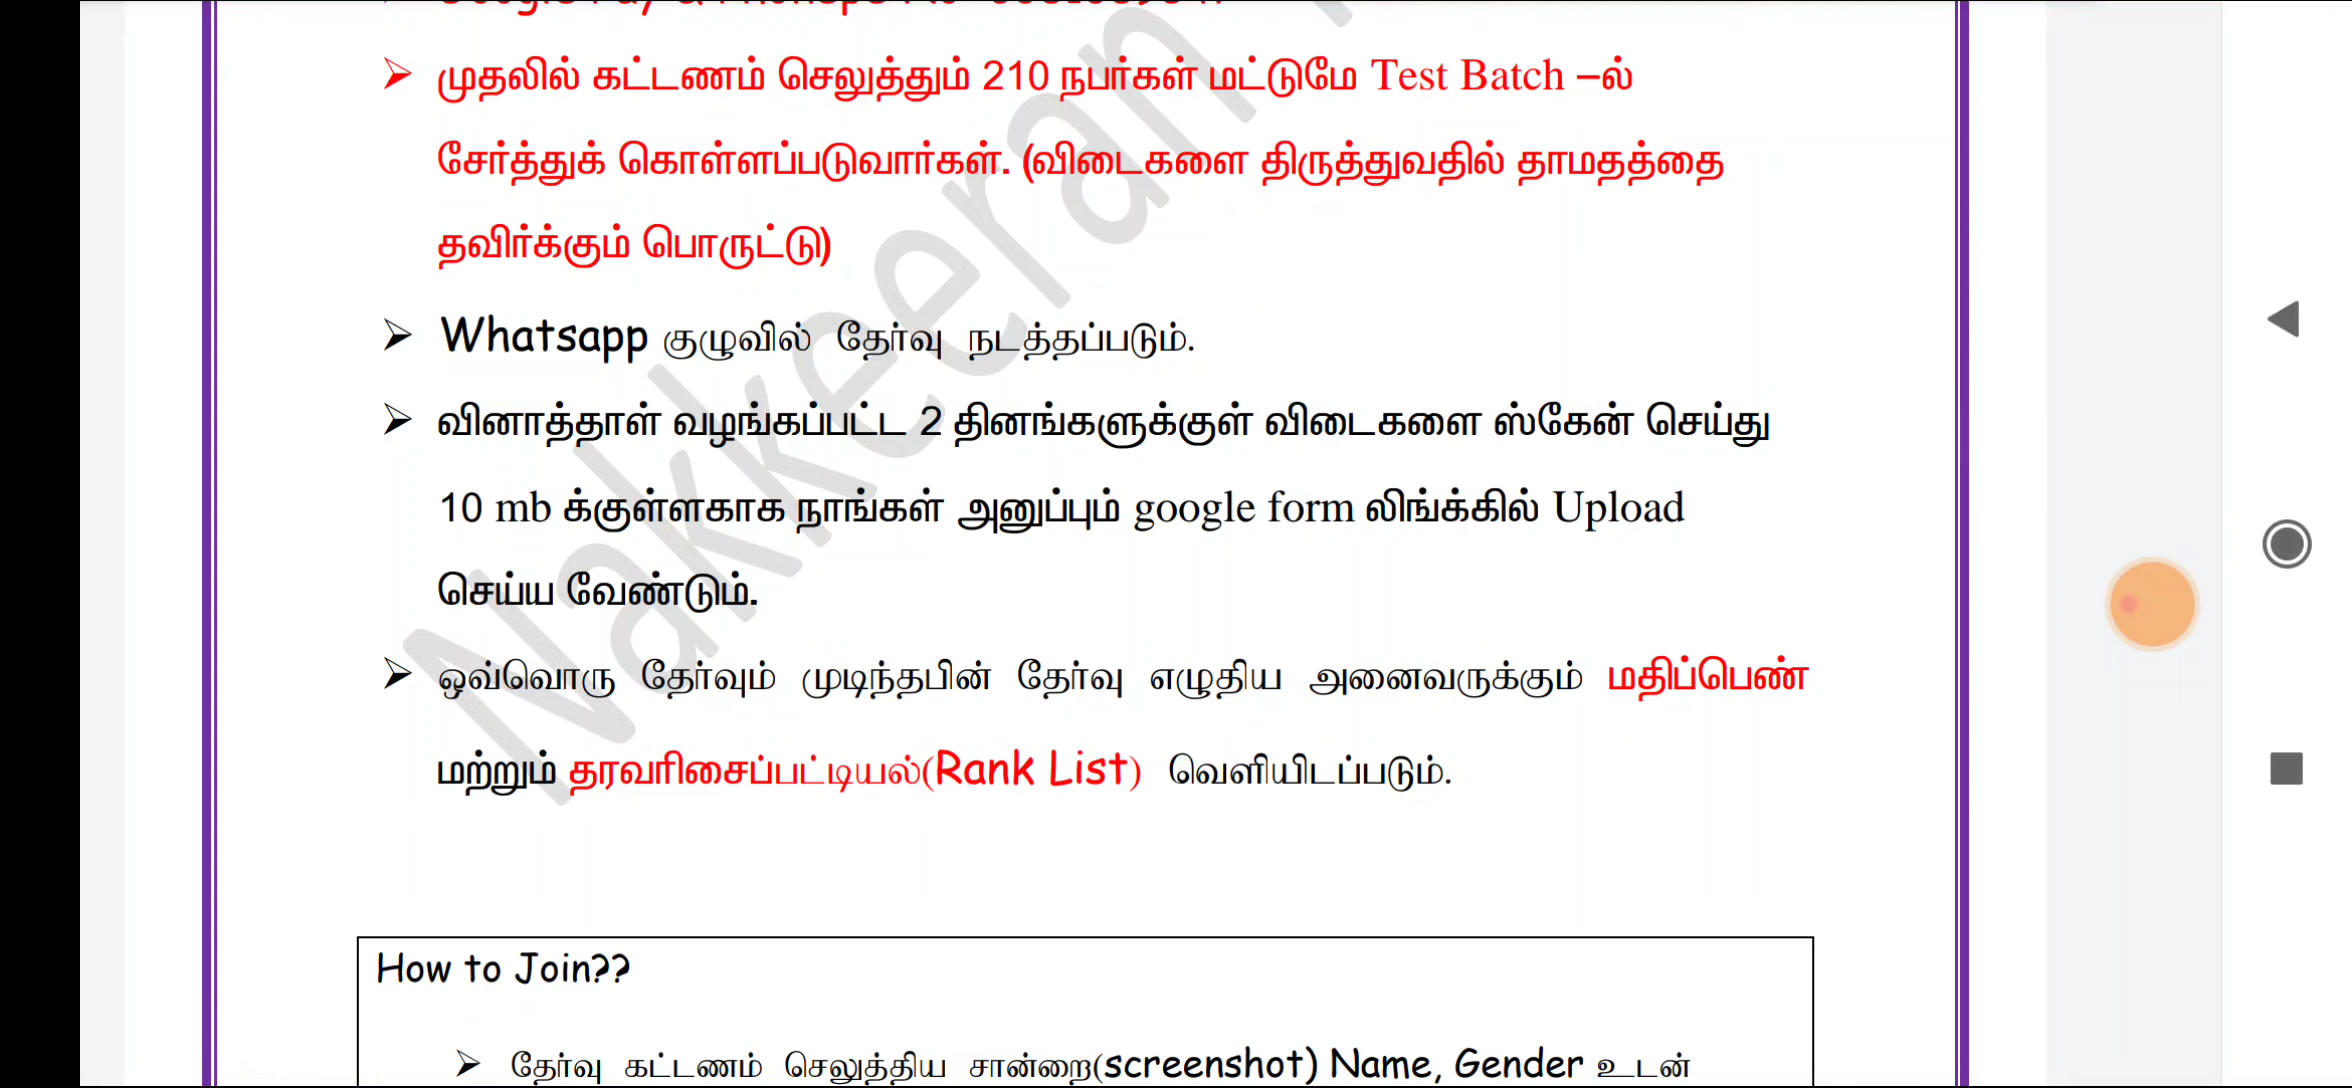 முதலில் கட்டணம் செலுத்தும் 210 நபர்கள் மட்டுமே Test Batch –ல்
சேர்த்துக் கொள்ளப்படுவார்கள். (விடைகளை திருத்துவதில் தாமதத்தை
தவிர்க்கும் பொருட்டு)
Whatsapp குழுவில் தேர்வு நடத்தப்படும்.
வினாத்தாள் வழங்கப்பட்ட 2 தினங்களுக்குள் விடைகளை ஸ்கேன் செய்து
10 mb க்குள்ளகாக நாங்கள் அனுப்பும் google form லிங்க்கில் Upload
செய்ய வேண்டும்.
ஒவ்வொரு தேர்வும் முடிந்தபின் தேர்வு எழுதிய அனைவருக்கும் மதிப்பெண்
மற்றும் தரவரிசைப்பட்டியல்(Rank List) வெளியிடப்படும்.
How to Join??
தேர்வு கட்டணம் செலுத்திய சான்றை(screenshot) Name, Gender உடன்
Nakkeeran